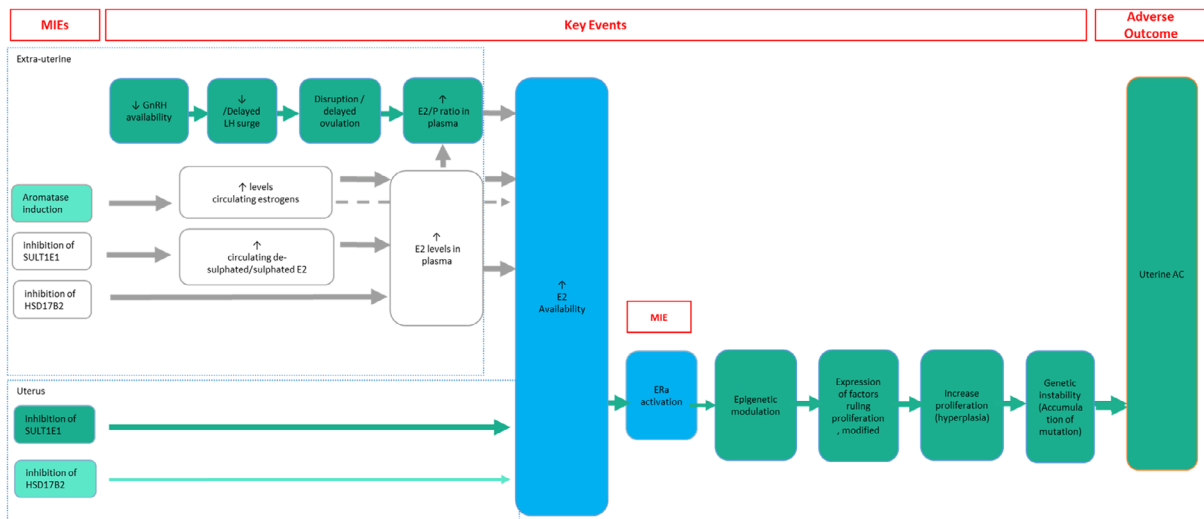 MIEs
Key Events
Adverse
Outcome
Extra-uterine
↓ GnRH
availability
↓
/Delayed
LH surge
Disruption /
delayed
ovulation
↑
E2/P ratio in
plasma
Aromatase
induction
↑ levels
circulating estrogens
inhibition of
SULT1E1
↑
circulating de-
sulphated/sulphated E2
inhibition of
HSD17B2
↑
E2 levels in
plasma
↑
E2
Availability
Uterine AC
MIE
ERa
activation
Epigenetic
modulation
Expression
of factors
ruling
proliferation
, modified
Increase
proliferation
(hyperplasia)
Genetic
instability
(Accumula
tion of
mutation)
Uterus
Inhibition of
SULT1E1
inhibition of
HSD17B2